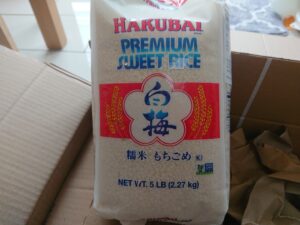 HAKUBAI
PREMIUM
SWEET RICE
白
梅
糯米 もちごめ
NET WT. 5 LB (2.27 kg)